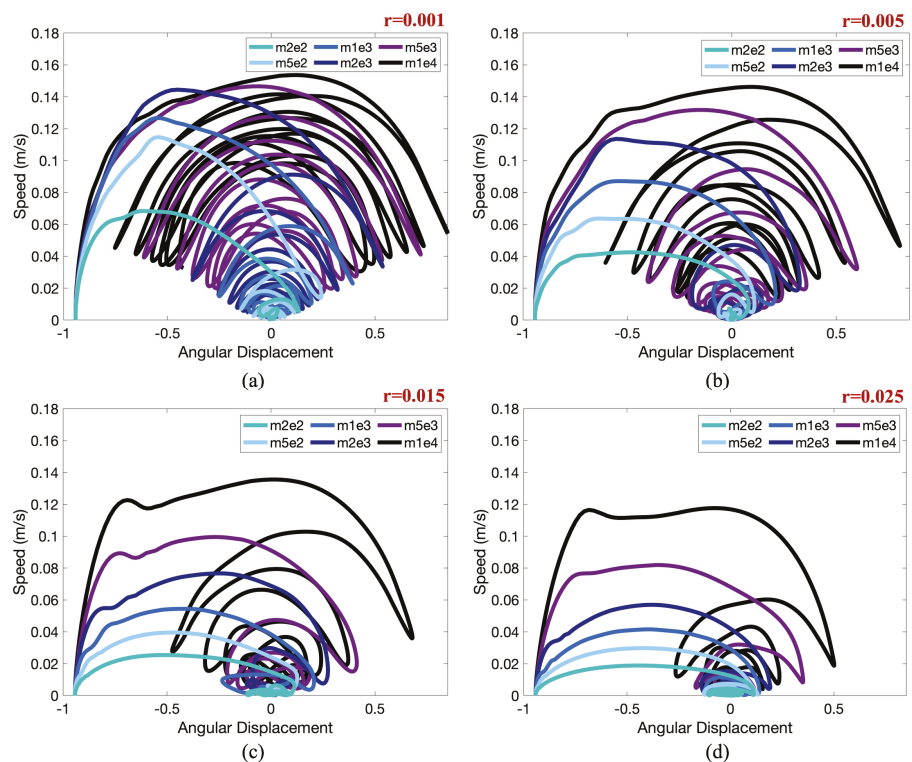 r=0.001
0.18
0.16
0.14
0.12
0.1
0.08
0.06
0.04
0.02
0
Speed (m/s)
m2e2 m1e3 m5e3
m5e2 m2e3 m1e4
-1 -0.5 0 0.5
Angular Displacement
(a)
r=0.005
0.18
0.16
0.14
0.12
0.1
0.08
0.06
0.04
0.02
0
Speed (m/s)
m2e2 m1e3 m5e3
m5e2 m2e3 m1e4
-1 -0.5 0 0.5
Angular Displacement
(b)
r=0.015
0.18
0.16
0.14
0.12
0.1
0.08
0.06
0.04
0.02
0
Speed (m/s)
m2e2 m1e3 m5e3
m5e2 m2e3 m1e4
-1 -0.5 0 0.5
Angular Displacement
(c)
r=0.025
0.18
0.16
0.14
0.12
0.1
0.08
0.06
0.04
0.02
0
Speed (m/s)
m2e2 m1e3 m5e3
m5e2 m2e3 m1e4
-1 -0.5 0 0.5
Angular Displacement
(d)